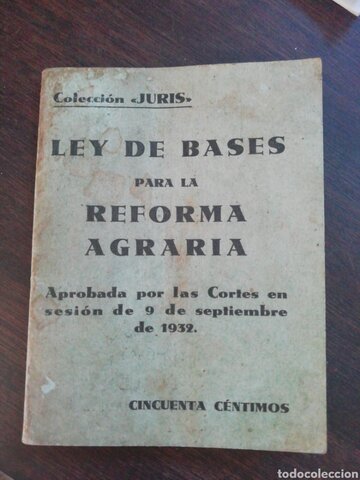 Colección «JURIS»
LEY DE BASES
PARA LA
REFORMA
AGRARIA
Aprobada por las Cortes en
sesión de 9 de septiembre
de 1932.
CINCUENTA CÉNTIMOS
todocoleccion